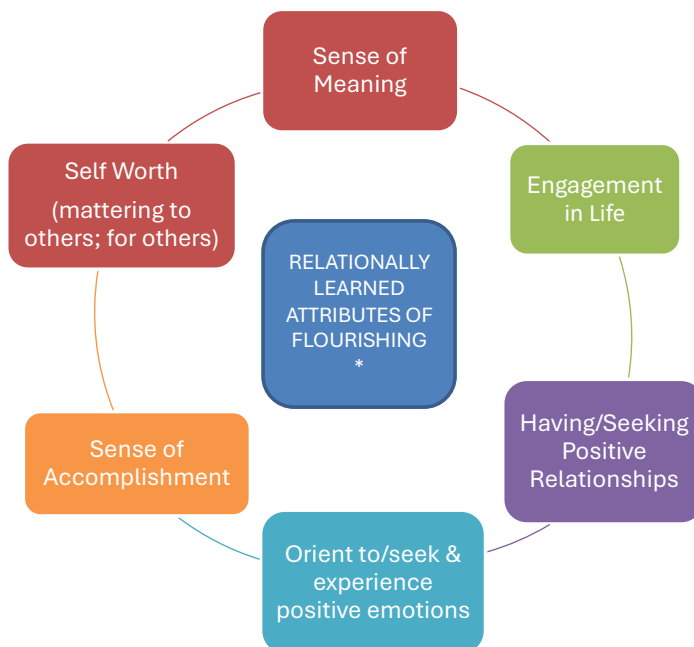 Sense of
Meaning
Engagement
in Life
Having/Seeking
Positive
Relationships
Orient to/seek &
experience
positive emotions
Sense of
Accomplishment
Self Worth
(mattering to
others; for others)
RELATIONALLY
LEARNED
ATTRIBUTES OF
FLOURISHING
*